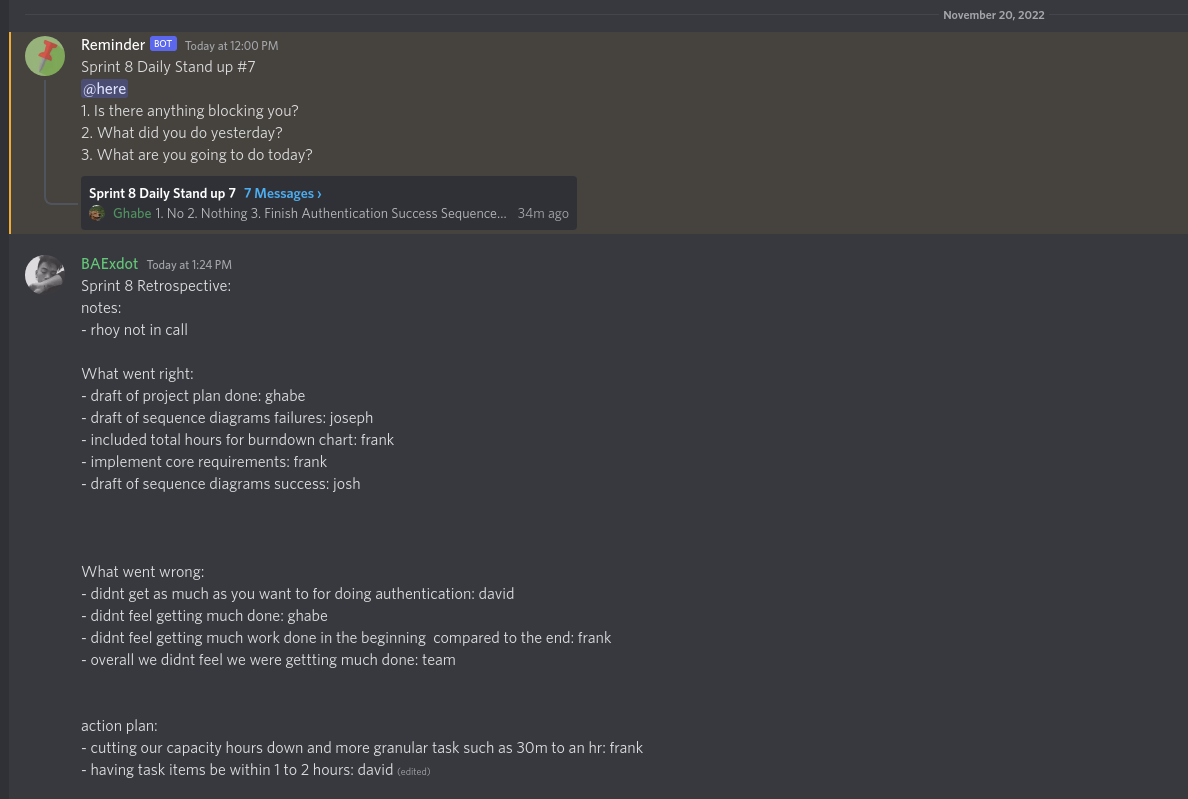 November 20, 2022
Reminder BOT Today at 12:00 PM
Sprint 8 Daily Stand up #7
@here
1. Is there anything blocking you?
2. What did you do yesterday?
3. What are you going to do today?
Sprint 8 Daily Stand up 7 7 Messages ›
Ghabe 1. No 2. Nothing 3. Finish Authentication Success Sequence... 34m ago
BAExdot Today at 1:24 PM
Sprint 8 Retrospective:
notes:
- rhoy not in call
What went right:
- draft of project plan done: ghabe
- draft of sequence diagrams failures: joseph
- included total hours for burndown chart: frank
- implement core requirements: frank
- draft of sequence diagrams success: josh
What went wrong:
- didnt get as much as you want to for doing authentication: david
- didnt feel getting much done: ghabe
- didnt feel getting much work done in the beginning  compared to the end: frank
- overall we didnt feel we were gettting much done: team
action plan:
- cutting our capacity hours down and more granular task such as 30m to an hr: frank
- having task items be within 1 to 2 hours: david (edited)